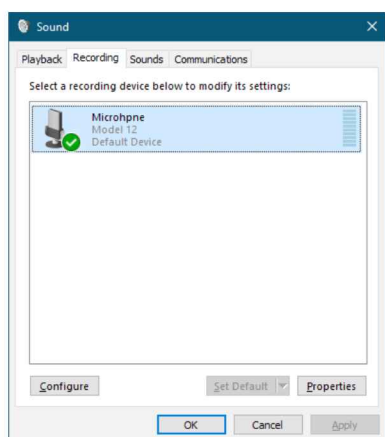 Sound
Playback Recording Sounds Communications
Select a recording device below to modify its settings:
Microhpne
Model 12
Default Device
Configure Set Default Properties
OK Cancel Apply